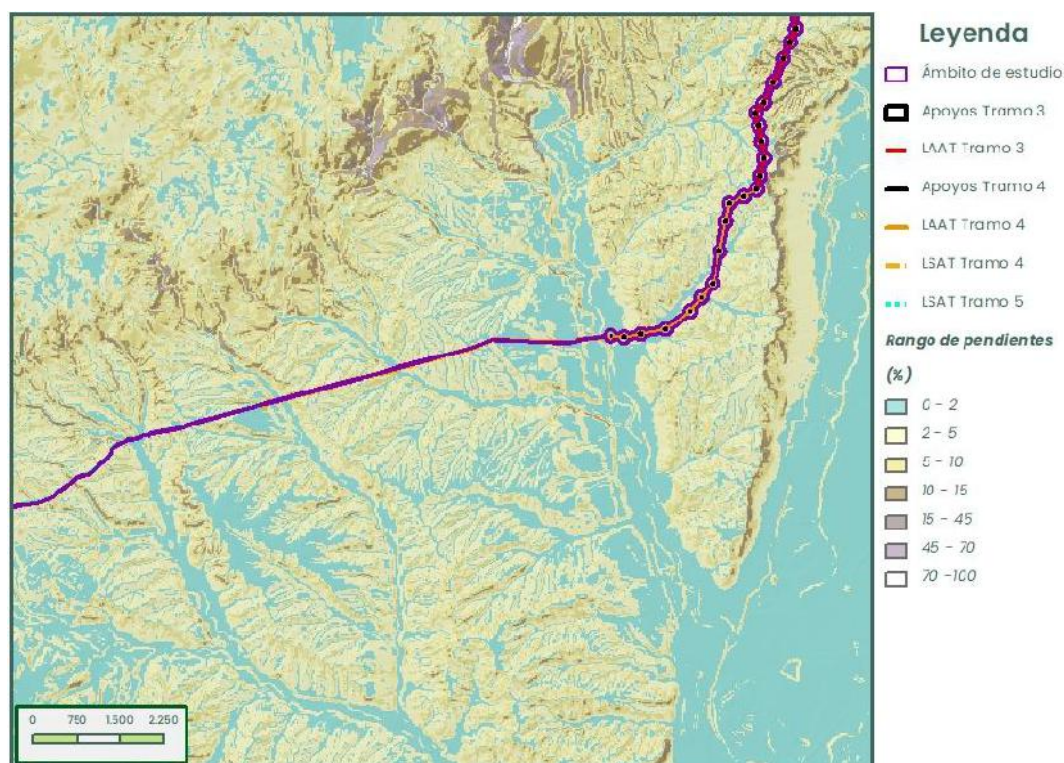 Leyenda
Ámbito de estudio
Apoyos Tramo 3
LAAT Tramo 3
Apoyos Tramo 4
LAAT Tramo 4
LSAT Tramo 4
LSAT Tramo 5
Rango de pendientes
(%)
0 - 2
2 - 5
5 - 10
10 - 15
15 - 45
45 - 70
70 -100
0 750 1.500 2.250